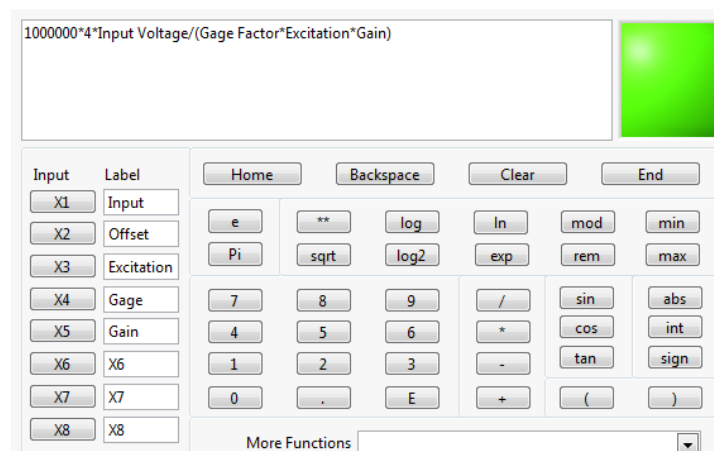 1000000*4*Input Voltage/(Gage Factor*Excitation*Gain)
Input Label Home Backspace Clear End
X1 Input
X2 Offset e ** log ln mod min
X3 Excitation Pi sqrt log2 exp rem max
X4 Gage 7 8 9 / sin abs
X5 Gain 4 5 6 * cos int
X6 X6 1 2 3 - tan sign
X7 X7 0 . E + ( )
X8 X8
More Functions